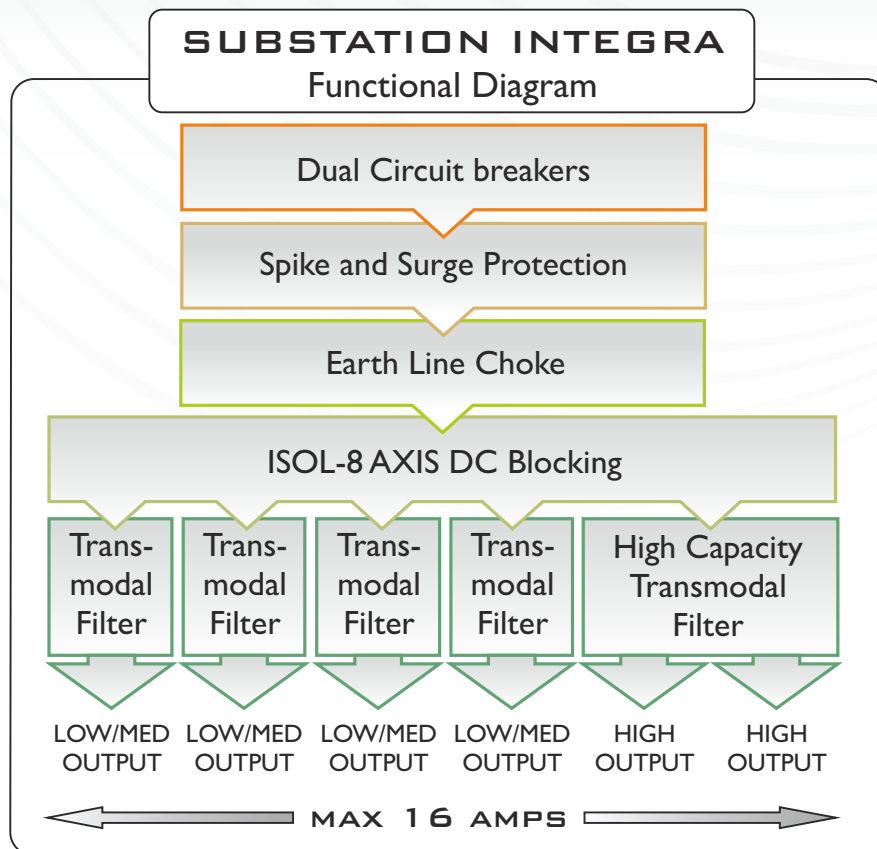 SUBSTATION INTEGRA
Functional Diagram
Dual Circuit breakers
Spike and Surge Protection
Earth Line Choke
ISOL-8 AXIS DC Blocking
Trans-
modal
Filter
Trans-
modal
Filter
Trans-
modal
Filter
Trans-
modal
Filter
High Capacity
Transmodal
Filter
LOW/MED
OUTPUT
LOW/MED
OUTPUT
LOW/MED
OUTPUT
LOW/MED
OUTPUT
HIGH
OUTPUT
HIGH
OUTPUT
MAX 16 AMPS